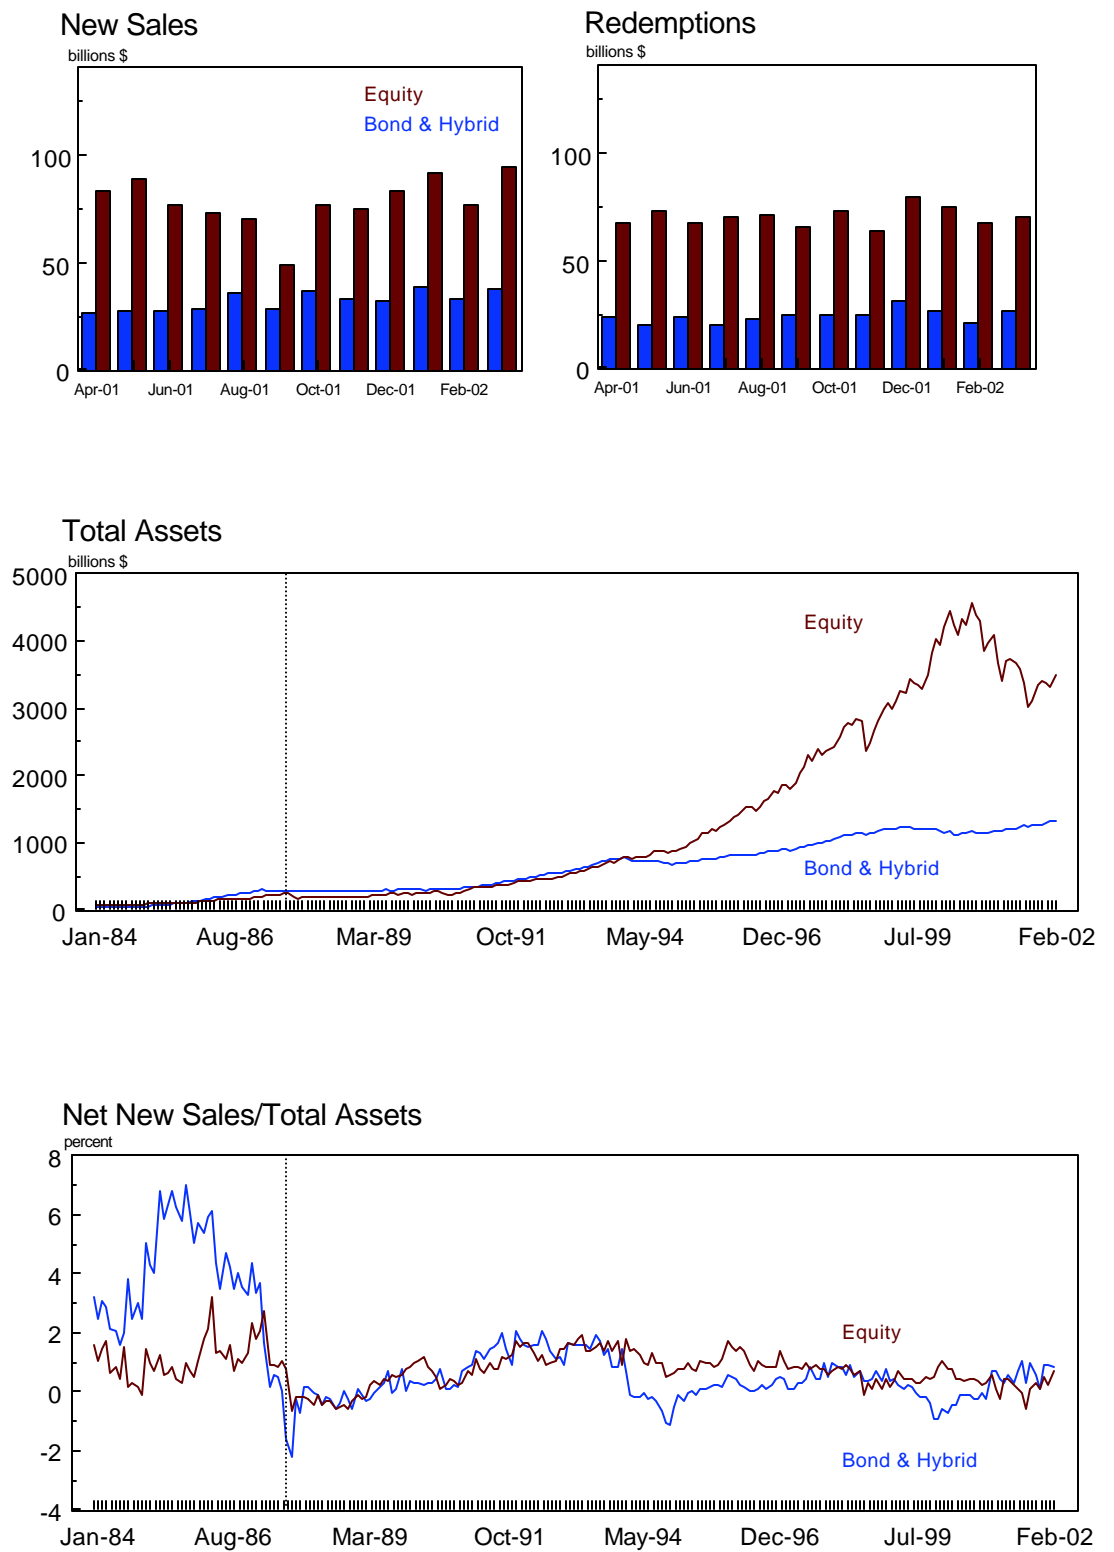 New Sales
billions $
Equity
Bond & Hybrid
100
50
0
Apr-01 Jun-01 Aug-01 Oct-01 Dec-01 Feb-02
Redemptions
billions $
100
50
0
Apr-01 Jun-01 Aug-01 Oct-01 Dec-01 Feb-02
Total Assets
billions $
5000
4000
3000
2000
1000
0
Equity
Bond & Hybrid
Jan-84 Aug-86 Mar-89 Oct-91 May-94 Dec-96 Jul-99 Feb-02
Net New Sales/Total Assets
percent
8
6
4
2
0
-2
-4
Equity
Bond & Hybrid
Jan-84 Aug-86 Mar-89 Oct-91 May-94 Dec-96 Jul-99 Feb-02